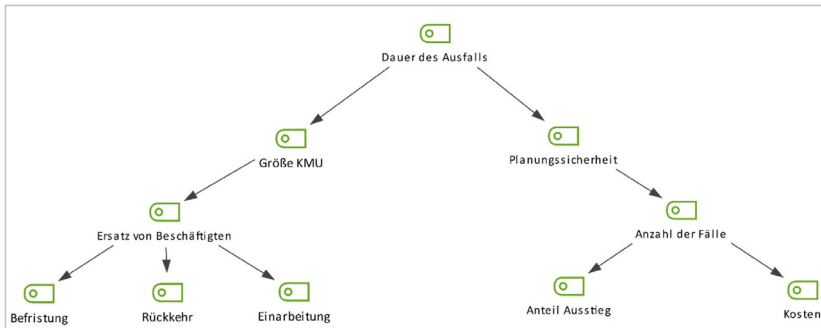 Dauer des Ausfalls
Größe KMU
Planungssicherheit
Ersatz von Beschäftigten
Anzahl der Fälle
Befristung
Rückkehr
Einarbeitung
Anteil Ausstieg
Kosten